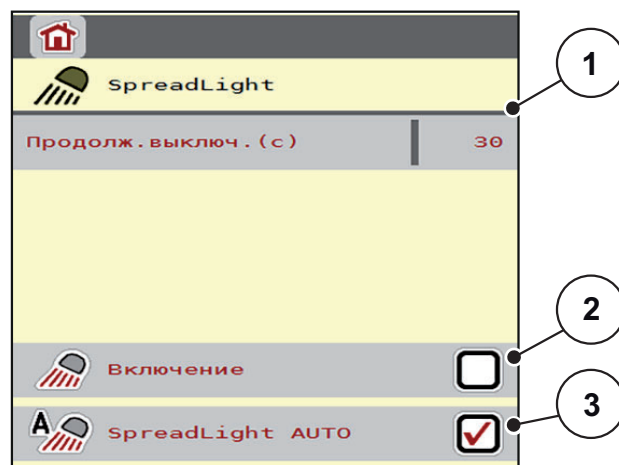 SpreadLight
1
Продолж.выключ.(с) 30
Включение
2
A SpreadLight AUTO
3